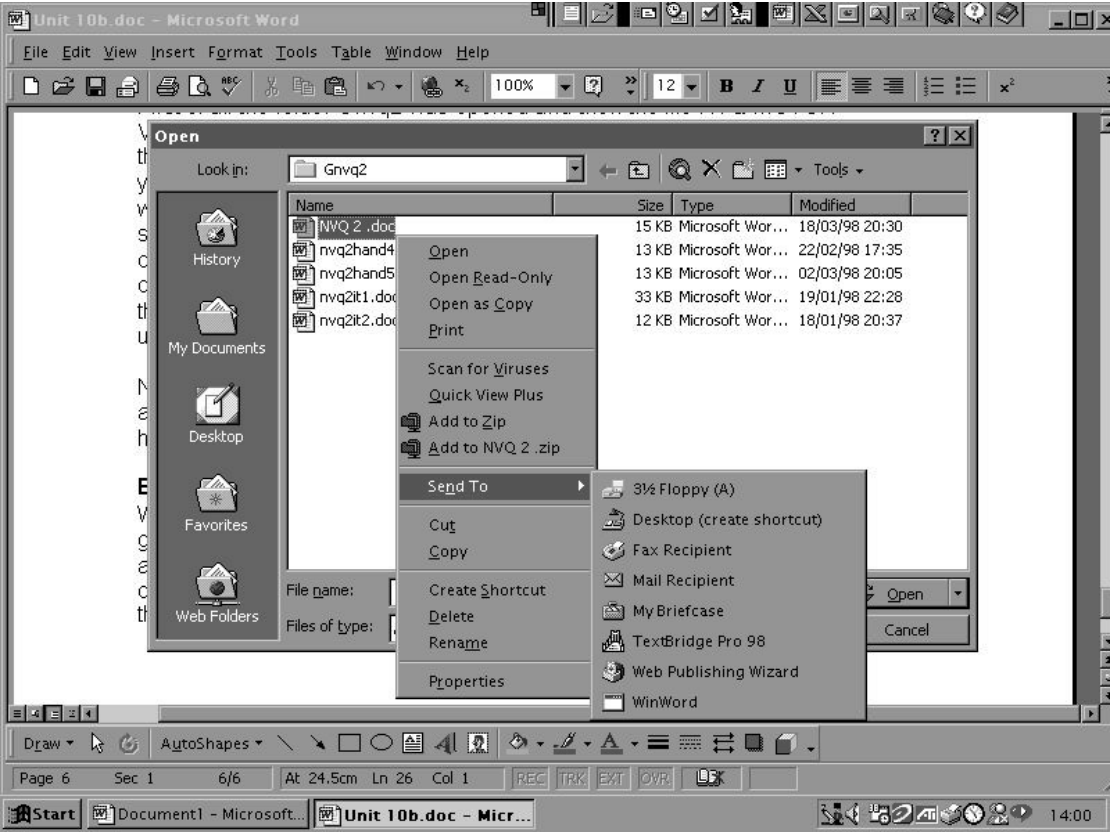 Unit 10b.doc - Microsoft Word
File Edit View Insert Format Tools Table Window Help
ABC 100% 12 B I U x²
Open
Look in: Gnvq2 Tools
Name Size Type Modified
NVQ 2 .doc 15 KB Microsoft Wor... 18/03/98 20:30
nvq2hand4 13 KB Microsoft Wor... 22/02/98 17:35
nvq2hand5 13 KB Microsoft Wor... 02/03/98 20:05
nvq2it1.doc 33 KB Microsoft Wor... 19/01/98 22:28
nvq2it2.doc 12 KB Microsoft Wor... 18/01/98 20:37
History
My Documents
Desktop
Favorites
Web Folders
Open
Open Read-Only
Open as Copy
Print
Scan for Viruses
Quick View Plus
Add to Zip
Add to NVQ 2 .zip
Send To
Cut
Copy
Create Shortcut
Delete
Rename
Properties
3½ Floppy (A)
Desktop (create shortcut)
Fax Recipient
Mail Recipient
My Briefcase
TextBridge Pro 98
Web Publishing Wizard
WinWord
File name: Open
Files of type: Cancel
Draw AutoShapes
Page 6 Sec 1 6/6 At 24.5cm Ln 26 Col 1 REC TRK EXT OVR
Start Document1 - Microsoft... Unit 10b.doc - Micr... 14:00